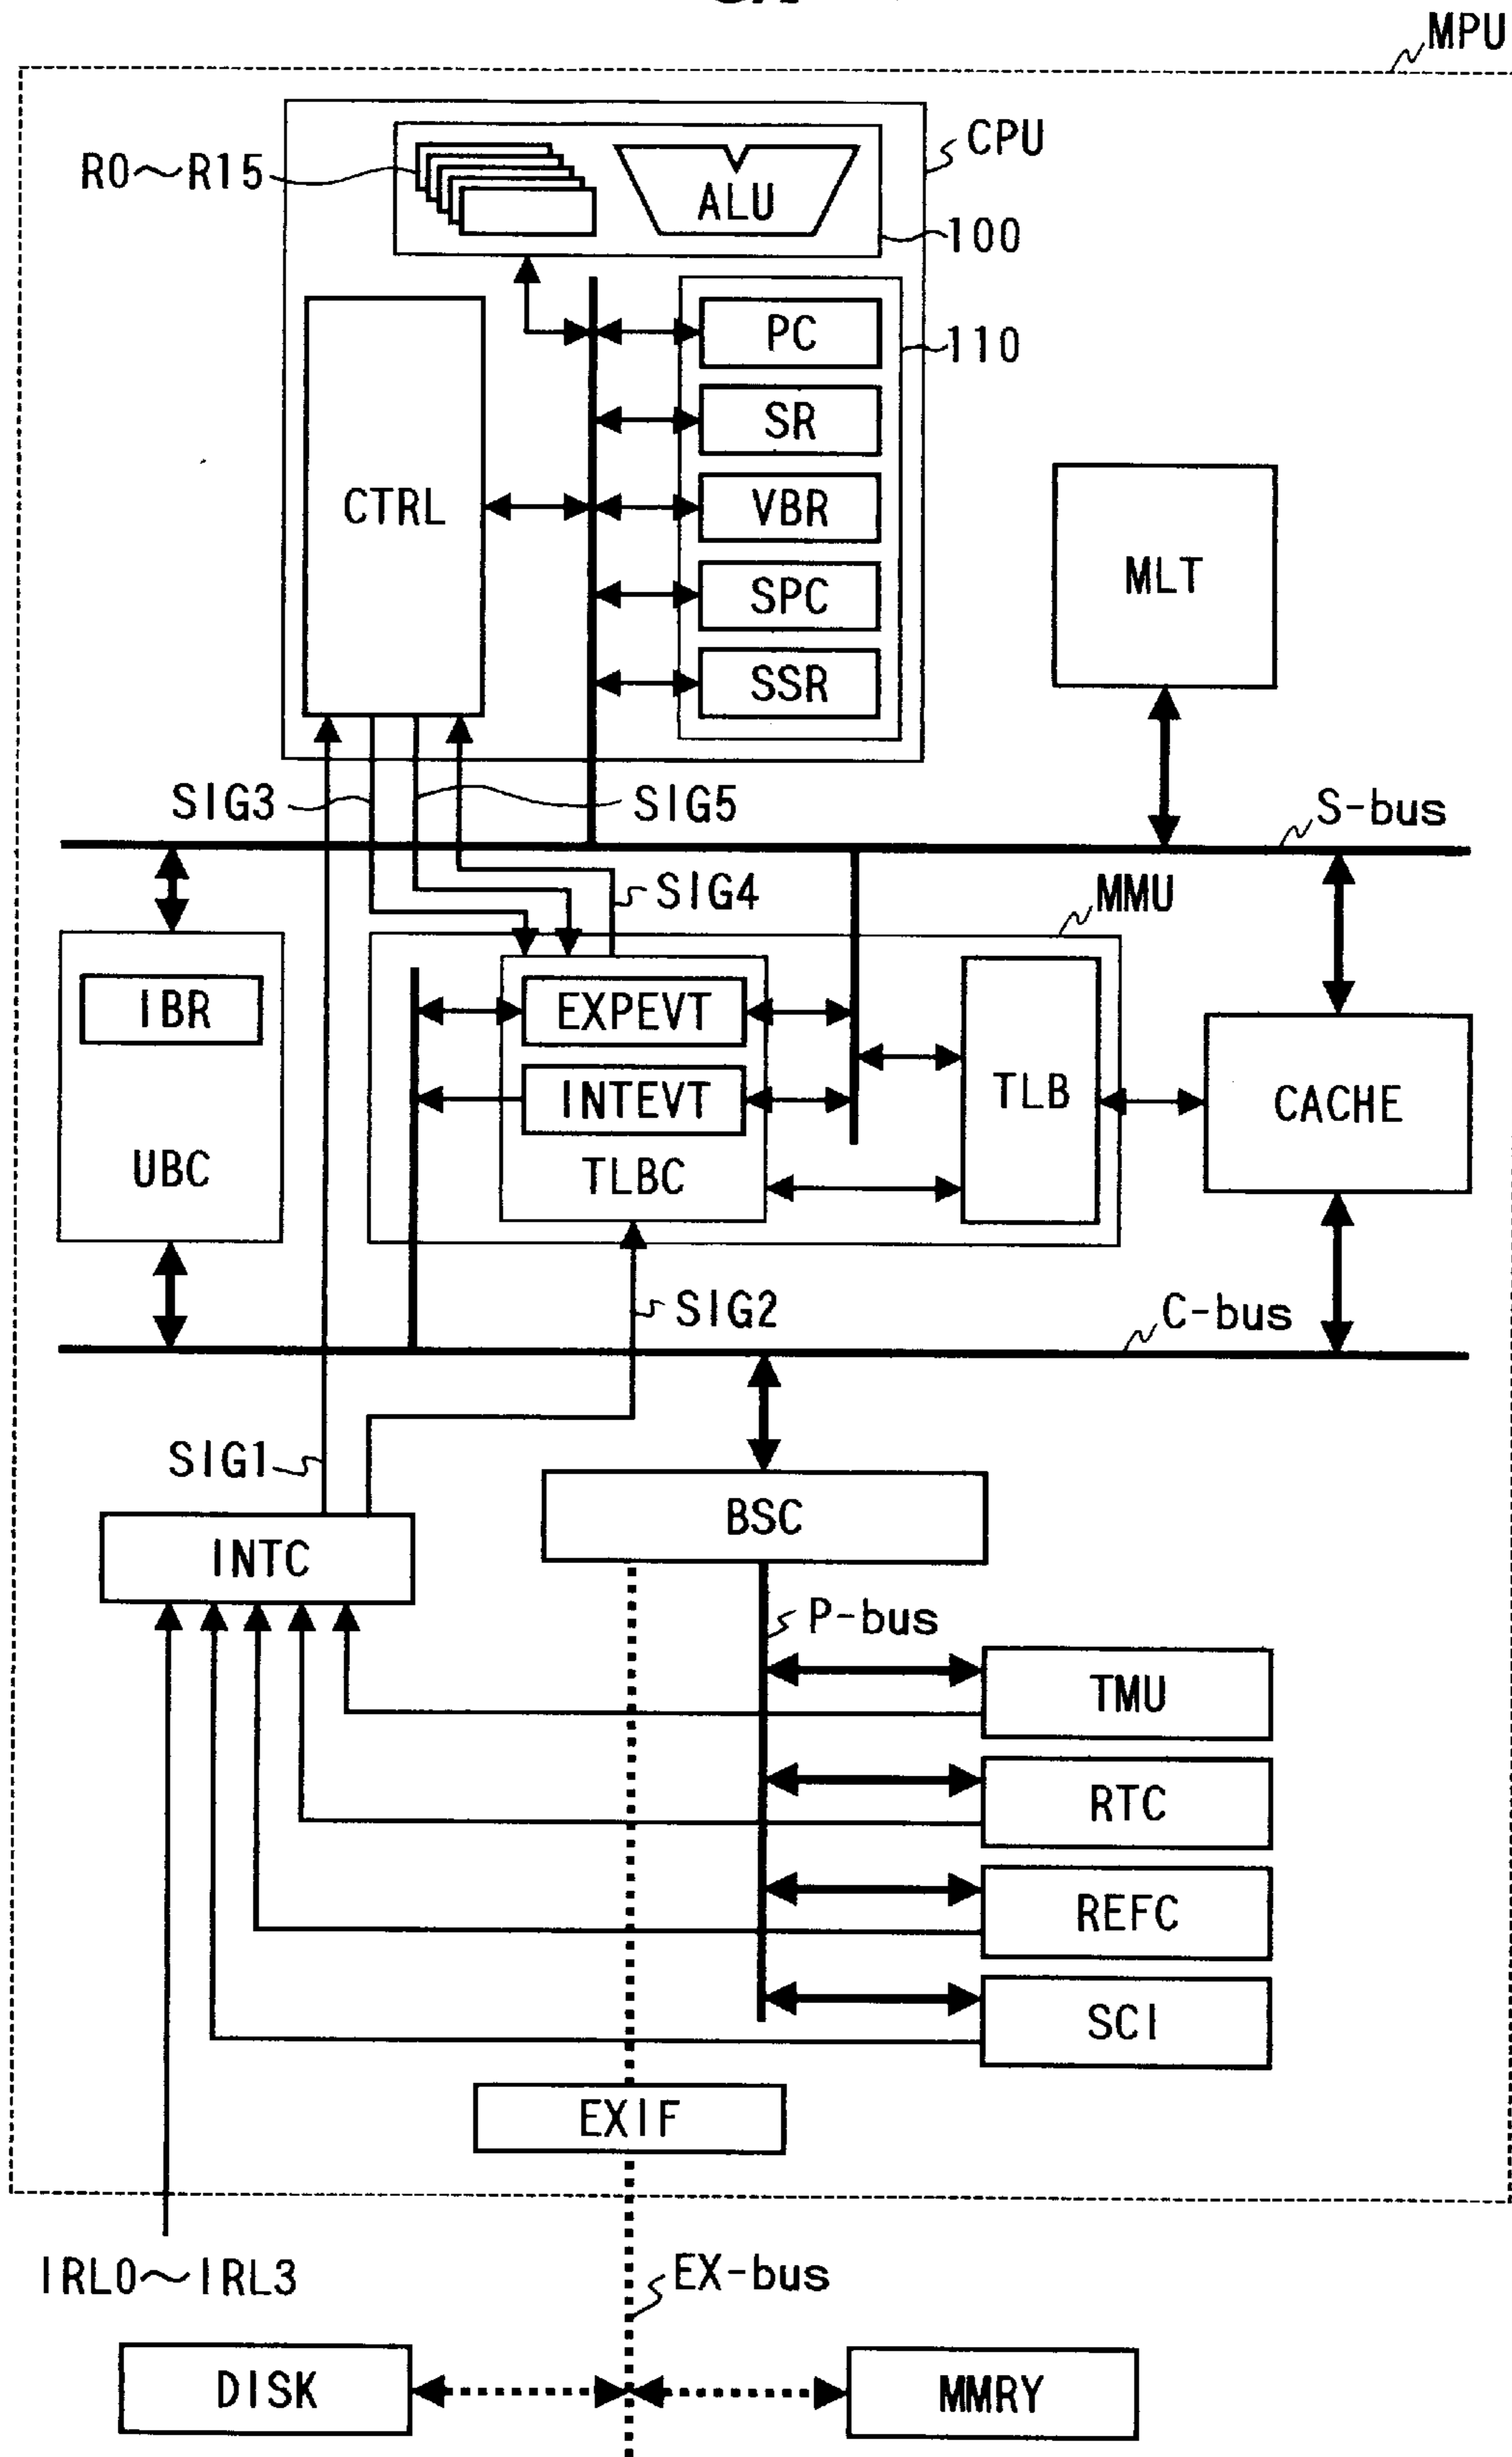 MPU
CPU
R0～R15
ALU
100
PC
110
SR
CTRL
VBR
MLT
SPC
SSR
SIG3
SIG5
S-bus
SIG4
MMU
IBR
EXPEVT
TLB
INTEVT
CACHE
UBC
TLBC
SIG2
C-bus
SIG1
BSC
INTC
P-bus
TMU
RTC
REFC
SCI
EXIF
IRL0～IRL3
EX-bus
DISK
MMRY